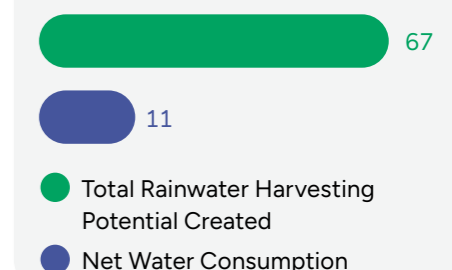 67
11
Total Rainwater Harvesting
Potential Created
Net Water Consumption